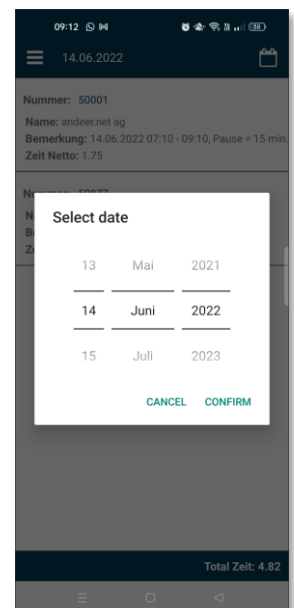 09:12
14.06.2022
Nummer: 50001
Name: andeer.net ag
Bemerkung: 14.06.2022 07:10 - 09:10, Pause = 15 min.
Zeit Netto: 1.75
Select date
13 Mai 2021
14 Juni 2022
15 Juli 2023
CANCEL CONFIRM
Total Zeit: 4.82